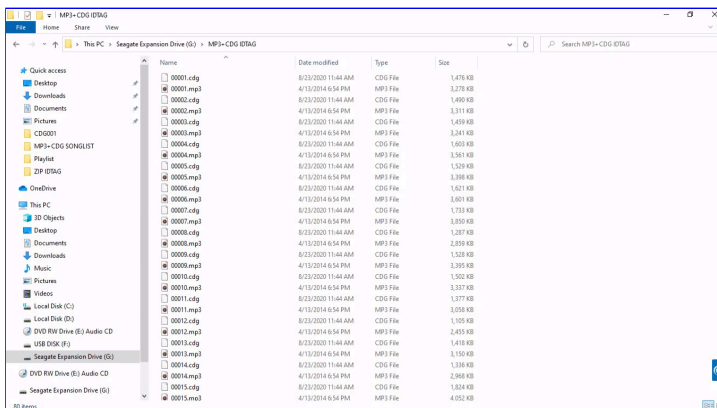 MP3+CDG IDTAG
File Home Share View
This PC > Seagate Expansion Drive (G:) > MP3+CDG IDTAG
Search MP3+CDG IDTAG
Name Date modified Type Size
Quick access
Desktop
Downloads
Documents
Pictures
CDG001
MP3+CDG SONGLIST
Playlist
ZIP IDTAG
OneDrive
This PC
3D Objects
Desktop
Documents
Downloads
Music
Pictures
Videos
Local Disk (C:)
Local Disk (D:)
DVD RW Drive (E:) Audio CD
USB DISK (F:)
Seagate Expansion Drive (G:)
DVD RW Drive (E:) Audio CD
Seagate Expansion Drive (G:)
00001.cdg 8/23/2020 11:44 AM CDG File 1,476 KB
00001.mp3 4/13/2014 6:54 PM MP3 File 3,278 KB
00002.cdg 8/23/2020 11:44 AM CDG File 1,490 KB
00002.mp3 4/13/2014 6:54 PM MP3 File 3,311 KB
00003.cdg 8/23/2020 11:44 AM CDG File 1,459 KB
00003.mp3 4/13/2014 6:54 PM MP3 File 3,241 KB
00004.cdg 8/23/2020 11:44 AM CDG File 1,603 KB
00004.mp3 4/13/2014 6:54 PM MP3 File 3,561 KB
00005.cdg 8/23/2020 11:44 AM CDG File 1,529 KB
00005.mp3 4/13/2014 6:54 PM MP3 File 3,398 KB
00006.cdg 8/23/2020 11:44 AM CDG File 1,621 KB
00006.mp3 4/13/2014 6:54 PM MP3 File 3,601 KB
00007.cdg 8/23/2020 11:44 AM CDG File 1,733 KB
00007.mp3 4/13/2014 6:54 PM MP3 File 3,850 KB
00008.cdg 8/23/2020 11:44 AM CDG File 1,287 KB
00008.mp3 4/13/2014 6:54 PM MP3 File 2,859 KB
00009.cdg 8/23/2020 11:44 AM CDG File 1,528 KB
00009.mp3 4/13/2014 6:54 PM MP3 File 3,395 KB
00010.cdg 8/23/2020 11:44 AM CDG File 1,502 KB
00010.mp3 4/13/2014 6:54 PM MP3 File 3,337 KB
00011.cdg 8/23/2020 11:44 AM CDG File 1,377 KB
00011.mp3 4/13/2014 6:54 PM MP3 File 3,058 KB
00012.cdg 8/23/2020 11:44 AM CDG File 1,105 KB
00012.mp3 4/13/2014 6:54 PM MP3 File 2,455 KB
00013.cdg 8/23/2020 11:44 AM CDG File 1,418 KB
00013.mp3 4/13/2014 6:54 PM MP3 File 3,150 KB
00014.cdg 8/23/2020 11:44 AM CDG File 1,336 KB
00014.mp3 4/13/2014 6:54 PM MP3 File 2,968 KB
00015.cdg 8/23/2020 11:44 AM CDG File 1,824 KB
00015.mp3 4/13/2014 6:54 PM MP3 File 4,052 KB
80 items